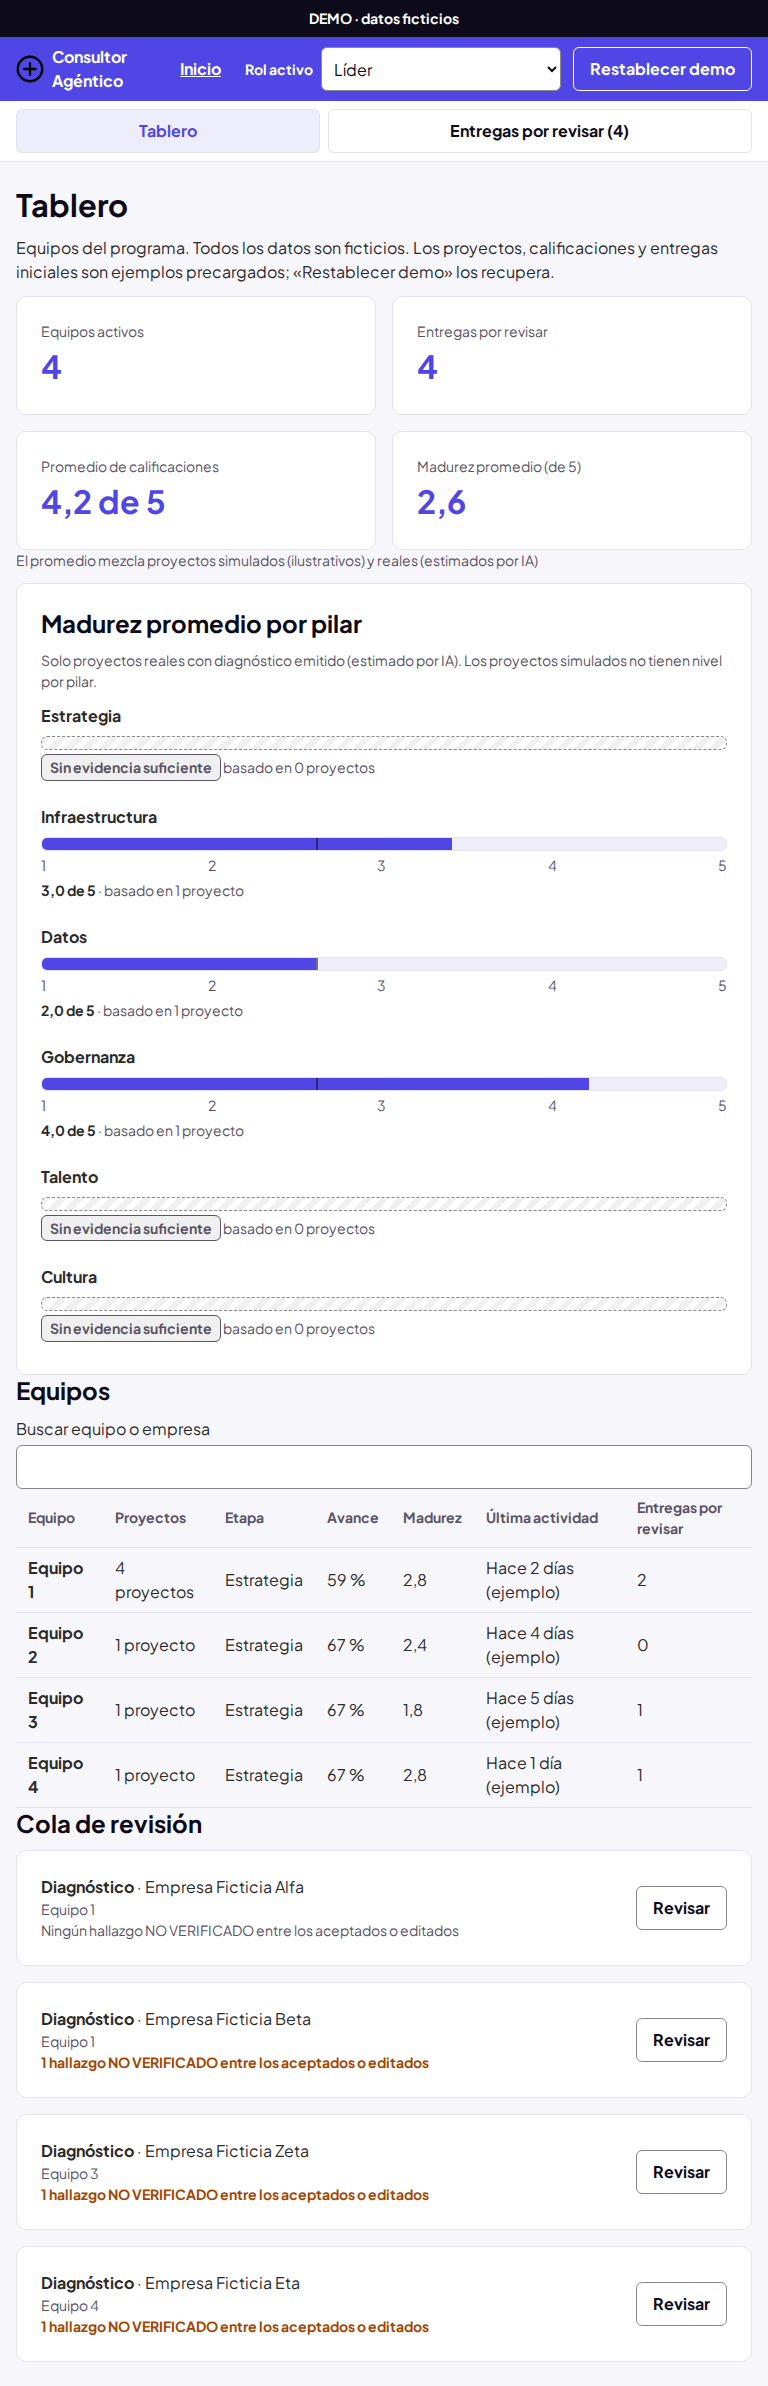 DEMO · datos ficticios
Consultor
Agéntico
Inicio
Rol activo
Líder
Restablecer demo
Tablero
Entregas por revisar (4)
Tablero
Equipos del programa. Todos los datos son ficticios. Los proyectos, calificaciones y entregas
iniciales son ejemplos precargados; «Restablecer demo» los recupera.
Equipos activos
4
Entregas por revisar
4
Promedio de calificaciones
4,2 de 5
Madurez promedio (de 5)
2,6
El promedio mezcla proyectos simulados (ilustrativos) y reales (estimados por IA)
Madurez promedio por pilar
Solo proyectos reales con diagnóstico emitido (estimado por IA). Los proyectos simulados no tienen nivel
por pilar.
Estrategia
Sin evidencia suficiente basado en 0 proyectos
Infraestructura
1 2 3 4 5
3,0 de 5 · basado en 1 proyecto
Datos
1 2 3 4 5
2,0 de 5 · basado en 1 proyecto
Gobernanza
1 2 3 4 5
4,0 de 5 · basado en 1 proyecto
Talento
Sin evidencia suficiente basado en 0 proyectos
Cultura
Sin evidencia suficiente basado en 0 proyectos
Equipos
Buscar equipo o empresa
Equipo Proyectos Etapa Avance Madurez Última actividad Entregas por revisar
Equipo 1 4 proyectos Estrategia 59 % 2,8 Hace 2 días (ejemplo) 2
Equipo 2 1 proyecto Estrategia 67 % 2,4 Hace 4 días (ejemplo) 0
Equipo 3 1 proyecto Estrategia 67 % 1,8 Hace 5 días (ejemplo) 1
Equipo 4 1 proyecto Estrategia 67 % 2,8 Hace 1 día (ejemplo) 1
Cola de revisión
Diagnóstico · Empresa Ficticia Alfa
Equipo 1
Ningún hallazgo NO VERIFICADO entre los aceptados o editados
Revisar
Diagnóstico · Empresa Ficticia Beta
Equipo 1
1 hallazgo NO VERIFICADO entre los aceptados o editados
Revisar
Diagnóstico · Empresa Ficticia Zeta
Equipo 3
1 hallazgo NO VERIFICADO entre los aceptados o editados
Revisar
Diagnóstico · Empresa Ficticia Eta
Equipo 4
1 hallazgo NO VERIFICADO entre los aceptados o editados
Revisar